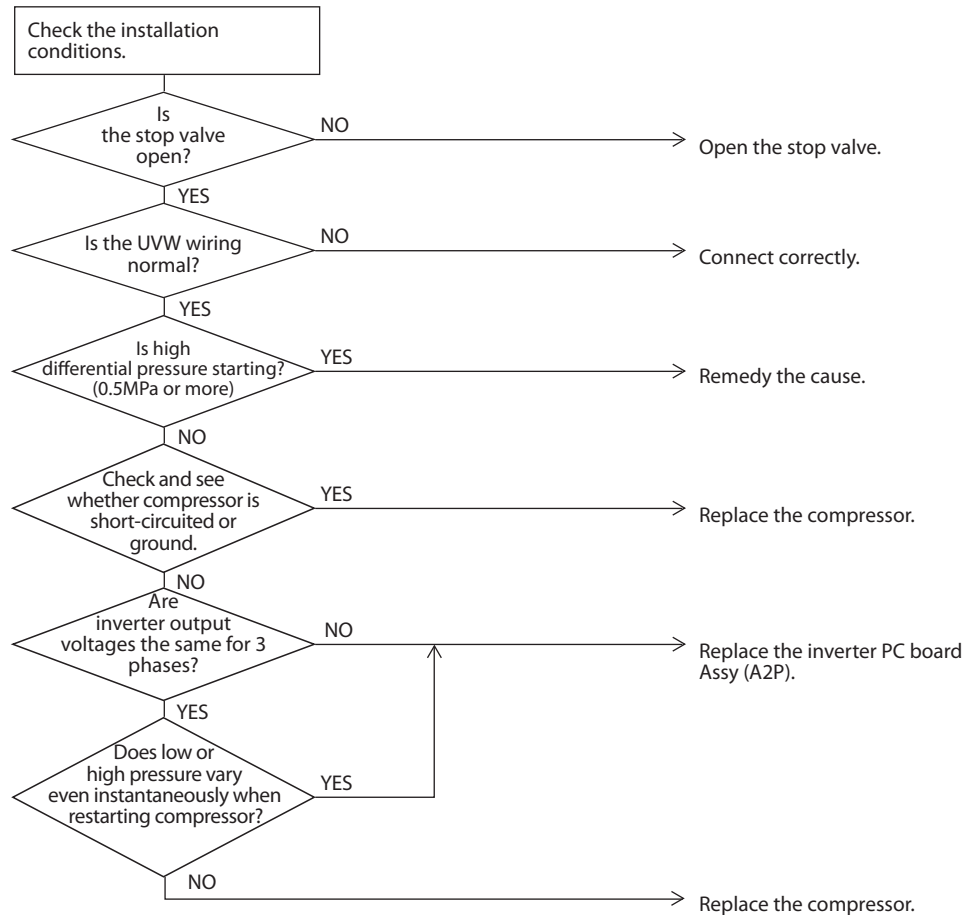 Check the installation
conditions.
Is
the stop valve
open?
NO
Open the stop valve.
YES
Is the UVW wiring
normal?
NO
Connect correctly.
YES
Is high
differential pressure starting?
(0.5MPa or more)
YES
Remedy the cause.
NO
Check and see
whether compressor is
short-circuited or
ground.
YES
Replace the compressor.
NO
Are
inverter output
voltages the same for 3
phases?
NO
Replace the inverter PC board
Assy (A2P).
YES
Does low or
high pressure vary
even instantaneously when
restarting compressor?
YES
NO
Replace the compressor.